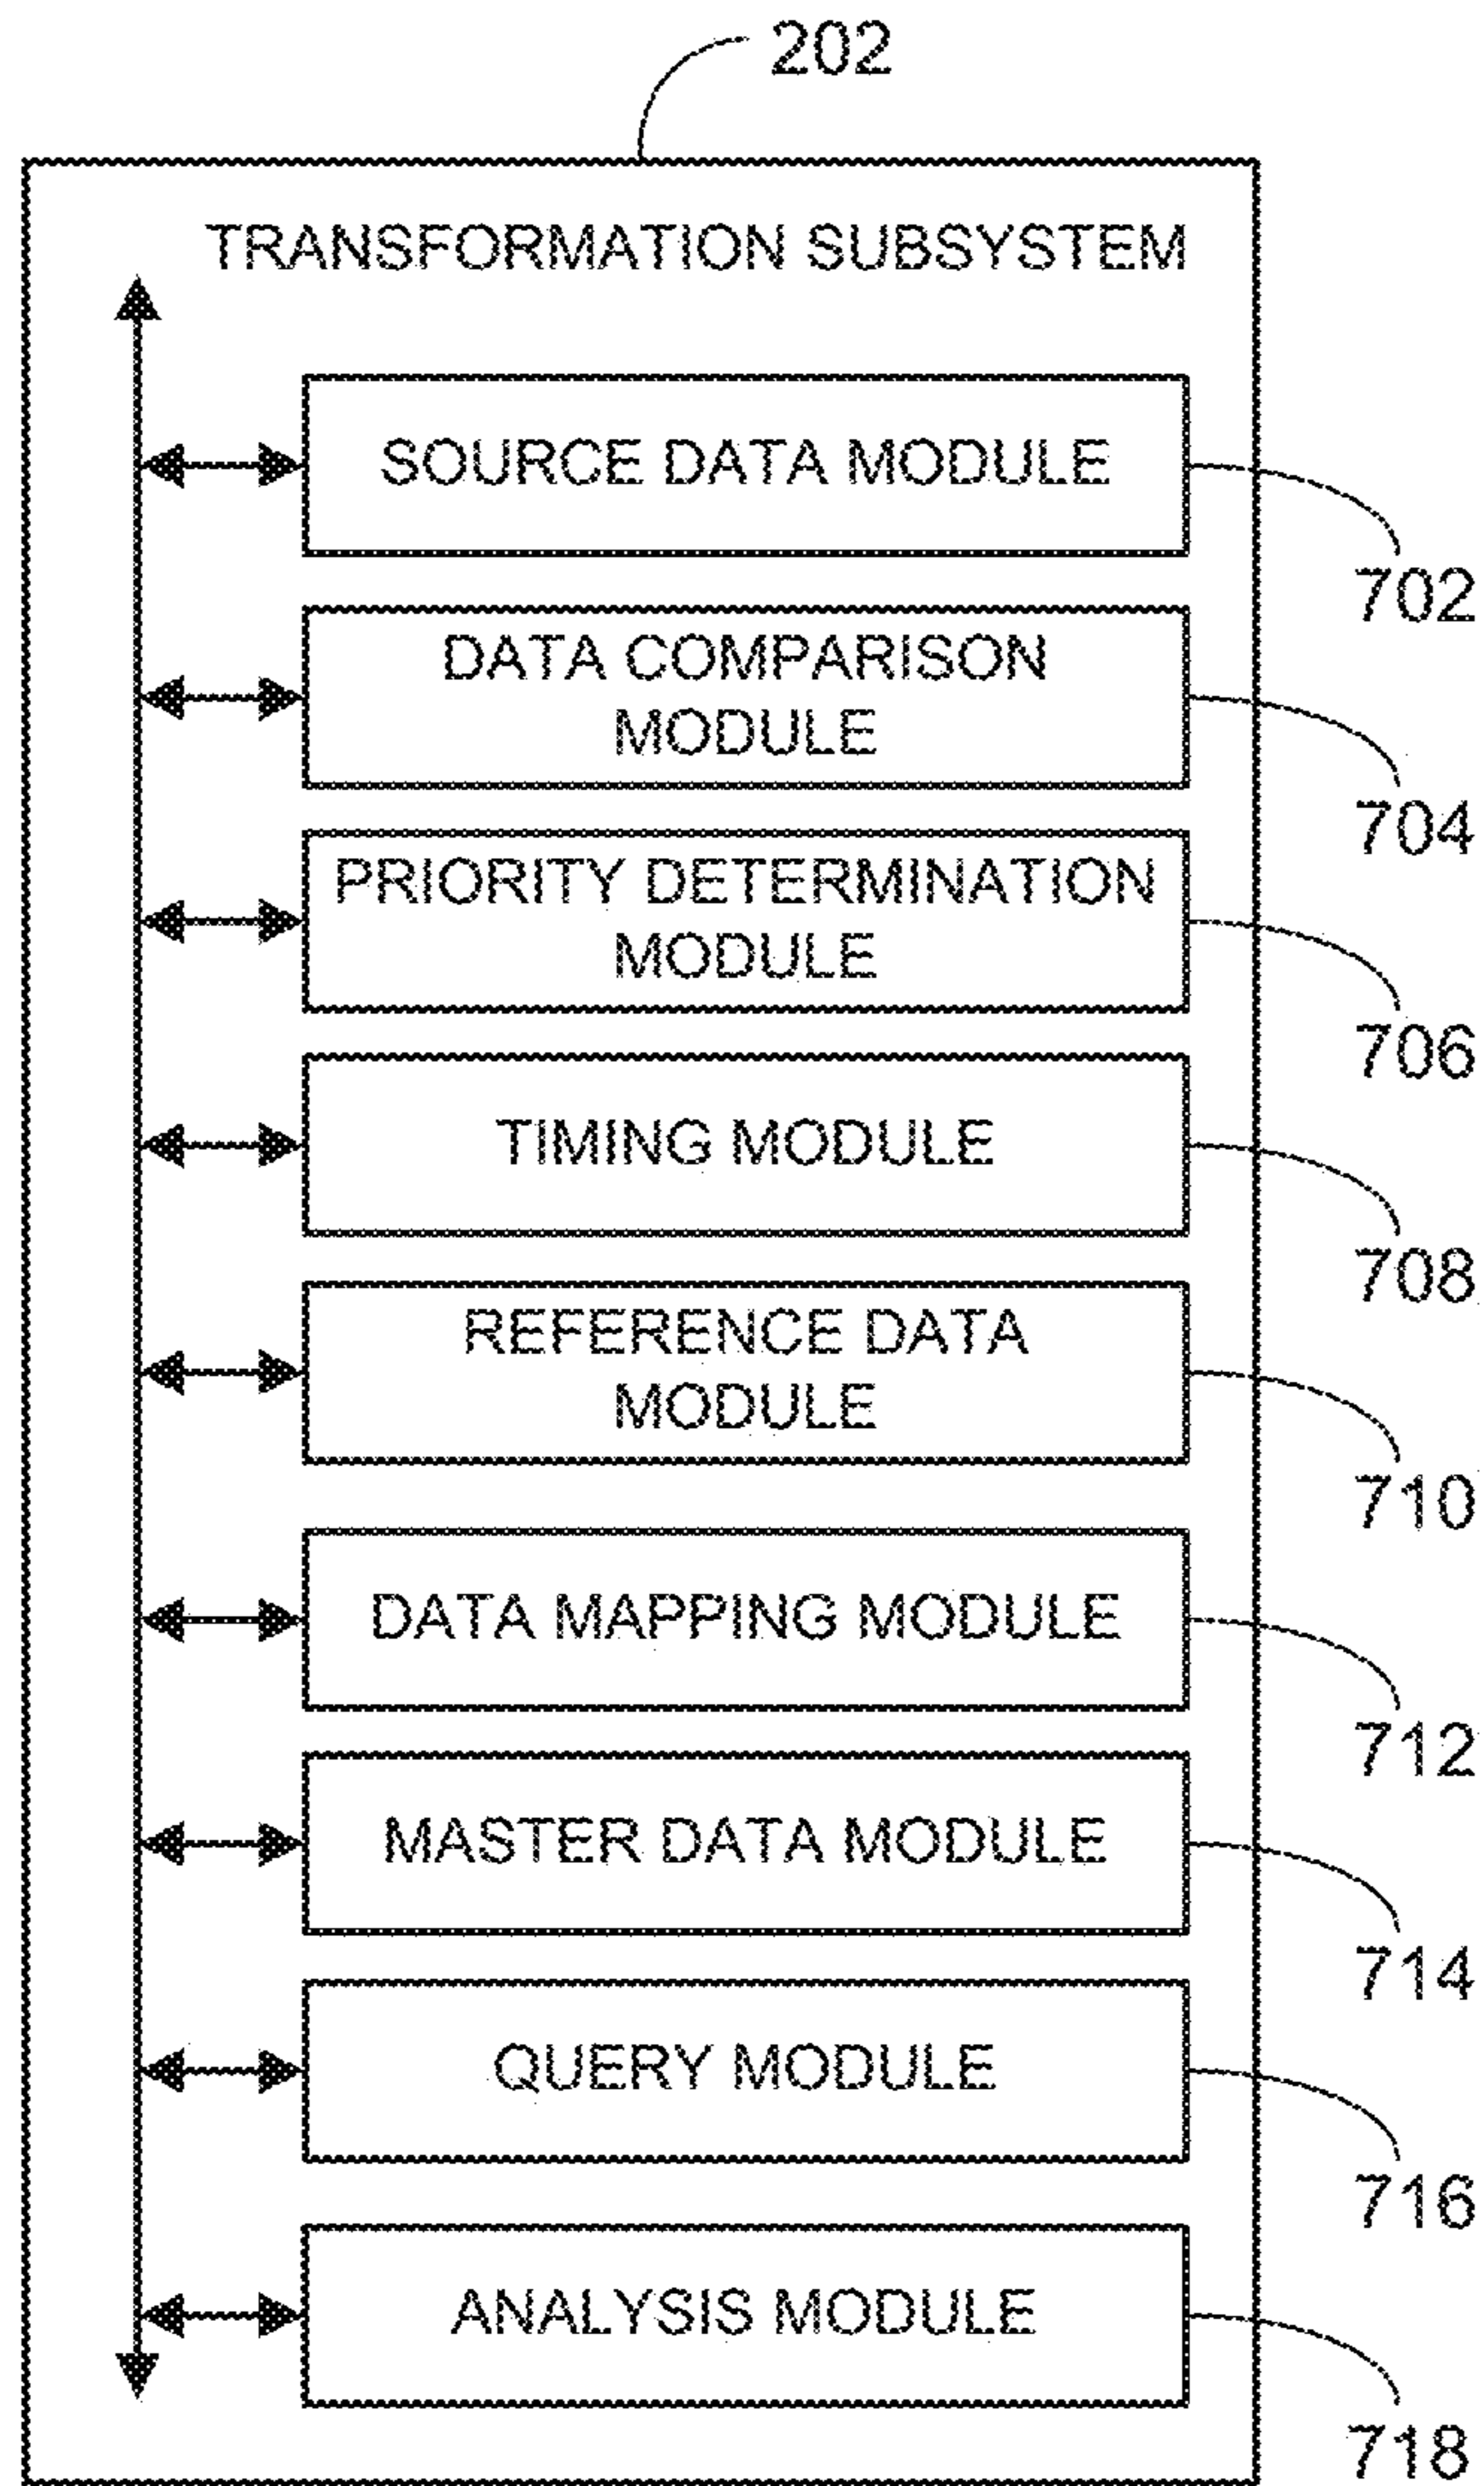 202
TRANSFORMATION SUBSYSTEM
SOURCE DATA MODULE
702
DATA COMPARISON
MODULE
704
PRIORITY DETERMINATION
MODULE
706
TIMING MODULE
708
REFERENCE DATA
MODULE
710
DATA MAPPING MODULE
712
MASTER DATA MODULE
714
QUERY MODULE
716
ANALYSIS MODULE
718